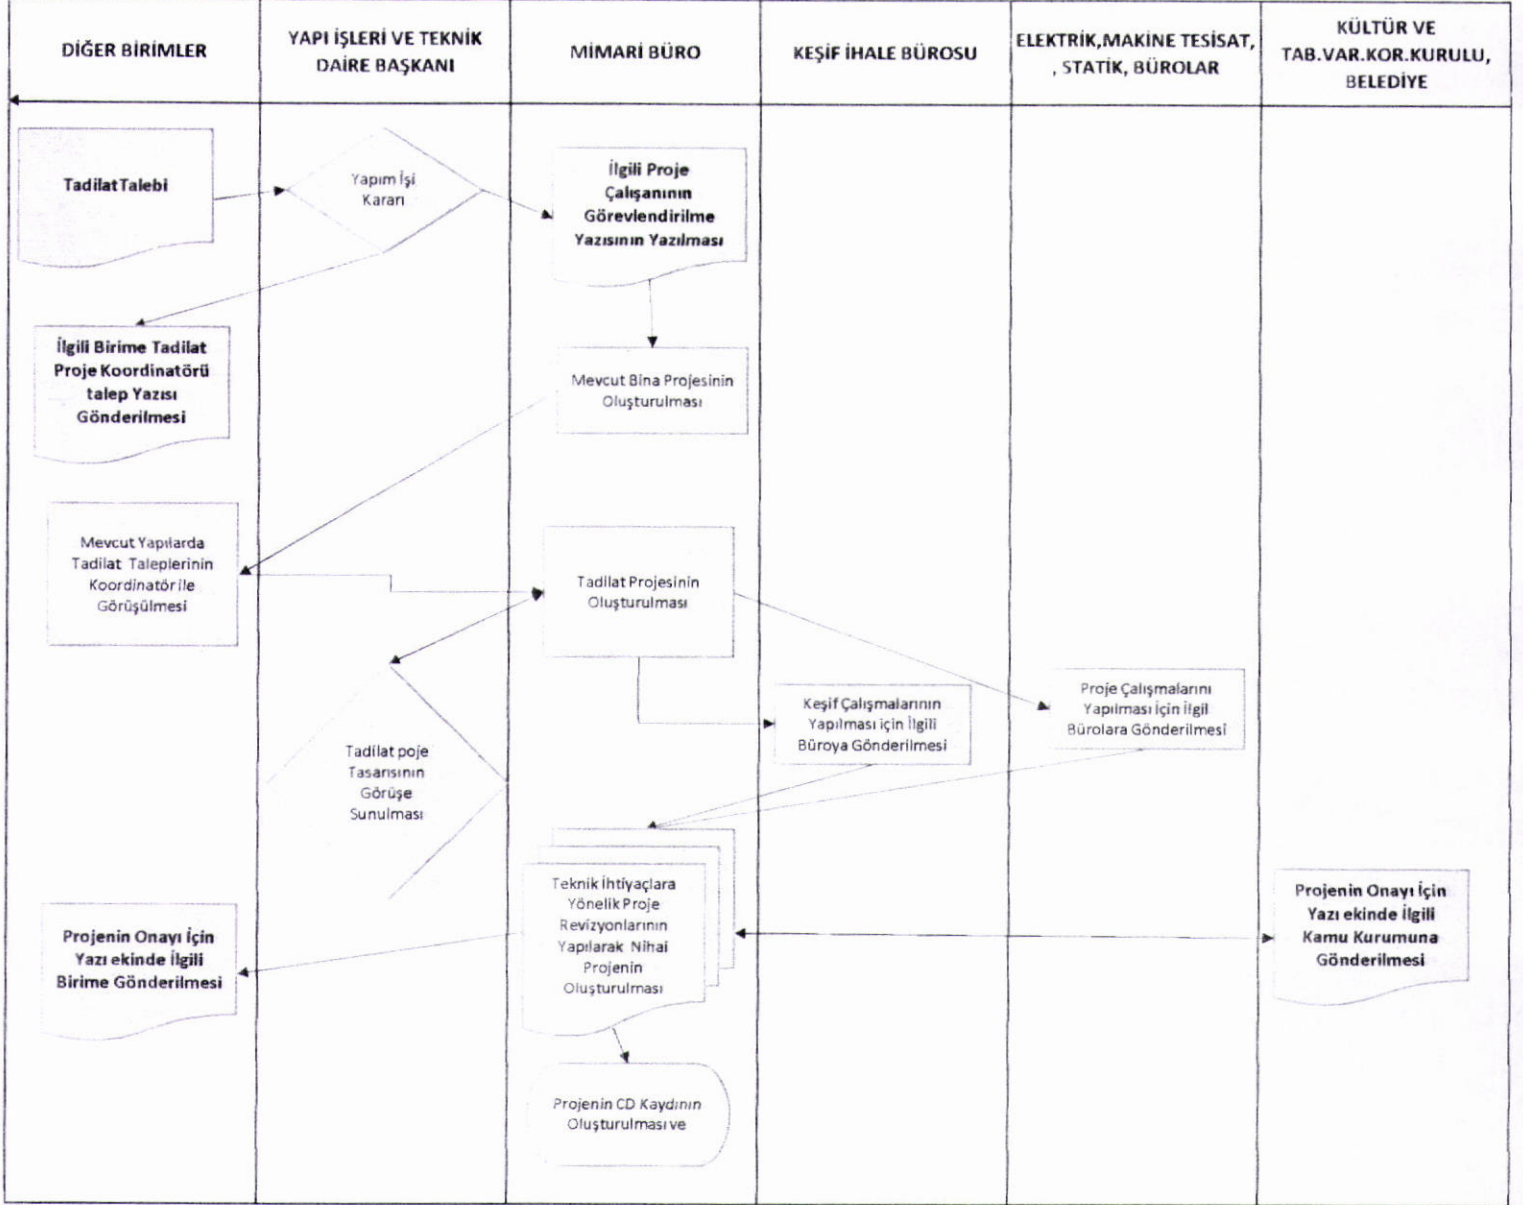 DİĞER BİRİMLER
YAPI İŞLERİ VE TEKNİK
DAİRE BAŞKANI
MİMARİ BÜRO
KEŞİF İHALE BÜROSU
ELEKTRİK,MAKİNE TESİSAT,
, STATİK, BÜROLAR
KÜLTÜR VE
TAB.VAR.KOR.KURULU,
BELEDİYE
Tadilat Talebi
Yapım İşi
Kararı
İlgili Proje
Çalışanının
Görevlendirilme
Yazısının Yazılması
İlgili Birime Tadilat
Proje Koordinatörü
talep Yazısı
Gönderilmesi
Mevcut Bina Projesinin
Oluşturulması
Mevcut Yapılarda
Tadilat Taleplerinin
Koordinatör ile
Görüşülmesi
Tadilat Projesinin
Oluşturulması
Keşif Çalışmalarının
Yapılması için İlgili
Büroya Gönderilmesi
Proje Çalışmalarını
Yapılması İçin İlgil
Bürolara Gönderilmesi
Tadilat poje
Tasarısının
Görüşe
Sunulması
Teknik İhtiyaçlara
Yönelik Proje
Revizyonlarının
Yapılarak Nihai
Projenin
Oluşturulması
Projenin Onayı İçin
Yazı ekinde İlgili
Birime Gönderilmesi
Projenin Onayı İçin
Yazı ekinde İlgili
Kamu Kurumuna
Gönderilmesi
Projenin CD Kaydının
Oluşturulması ve